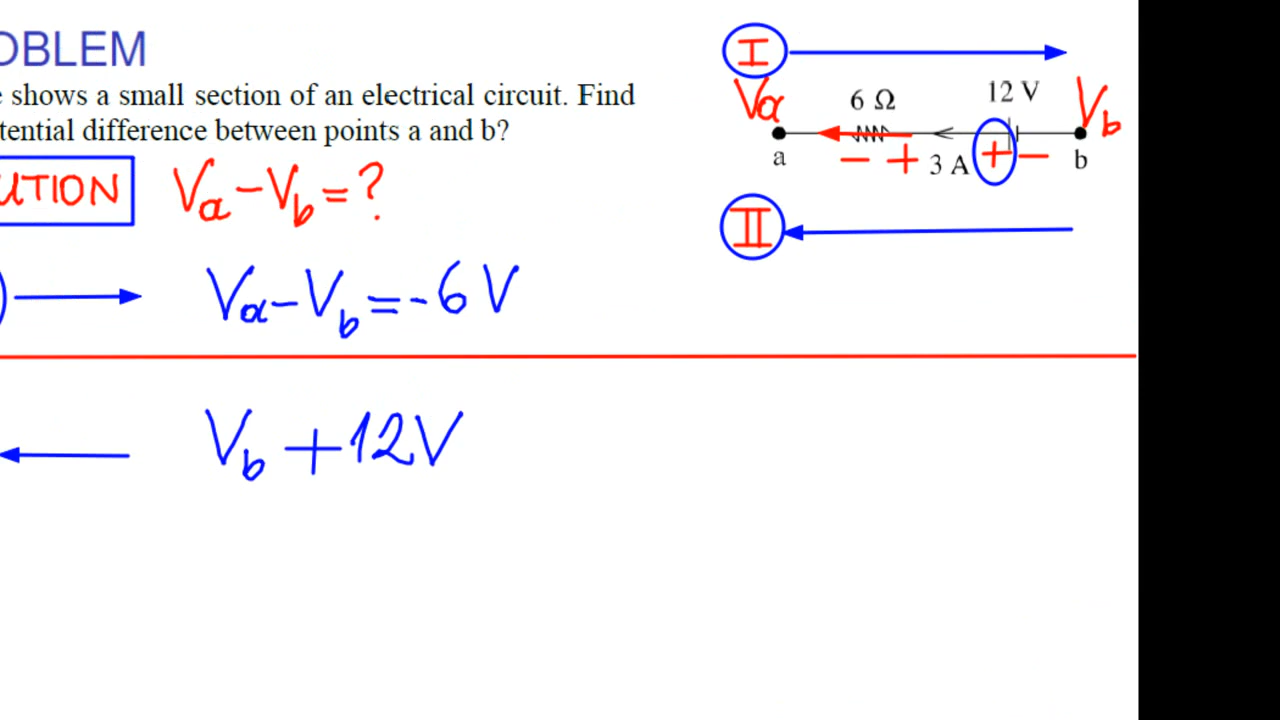 OBLEM
e shows a small section of an electrical circuit. Find
tential difference between points a and b?
UTION Va - Vb = ?
Va - Vb = -6 V
Vb + 12V
I
Va 6 Ω 12 V Vb
a - + 3 A + - b
II